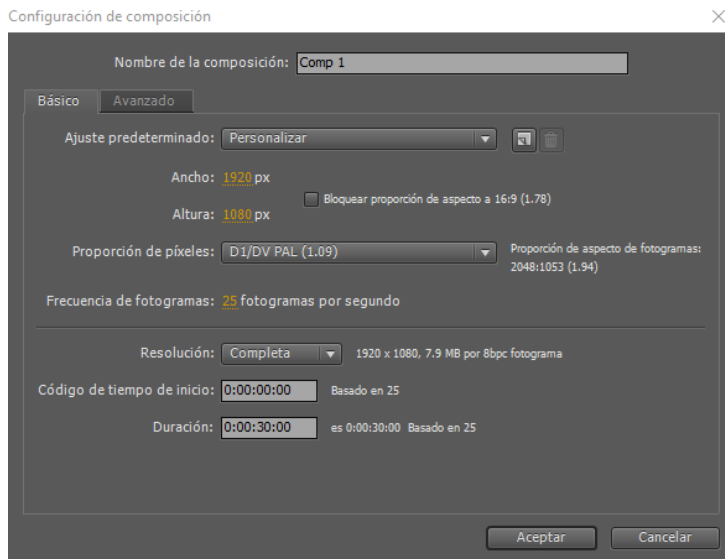 Configuración de composición
Nombre de la composición: Comp 1
Básico Avanzado
Ajuste predeterminado: Personalizar
Ancho: 1920 px
Bloquear proporción de aspecto a 16:9 (1.78)
Altura: 1080 px
Proporción de píxeles: D1/DV PAL (1.09) Proporción de aspecto de fotogramas:
2048:1053 (1.94)
Frecuencia de fotogramas: 25 fotogramas por segundo
Resolución: Completa 1920 x 1080, 7.9 MB por 8bpc fotograma
Código de tiempo de inicio: 0:00:00:00 Basado en 25
Duración: 0:00:30:00 es 0:00:30:00 Basado en 25
Aceptar Cancelar